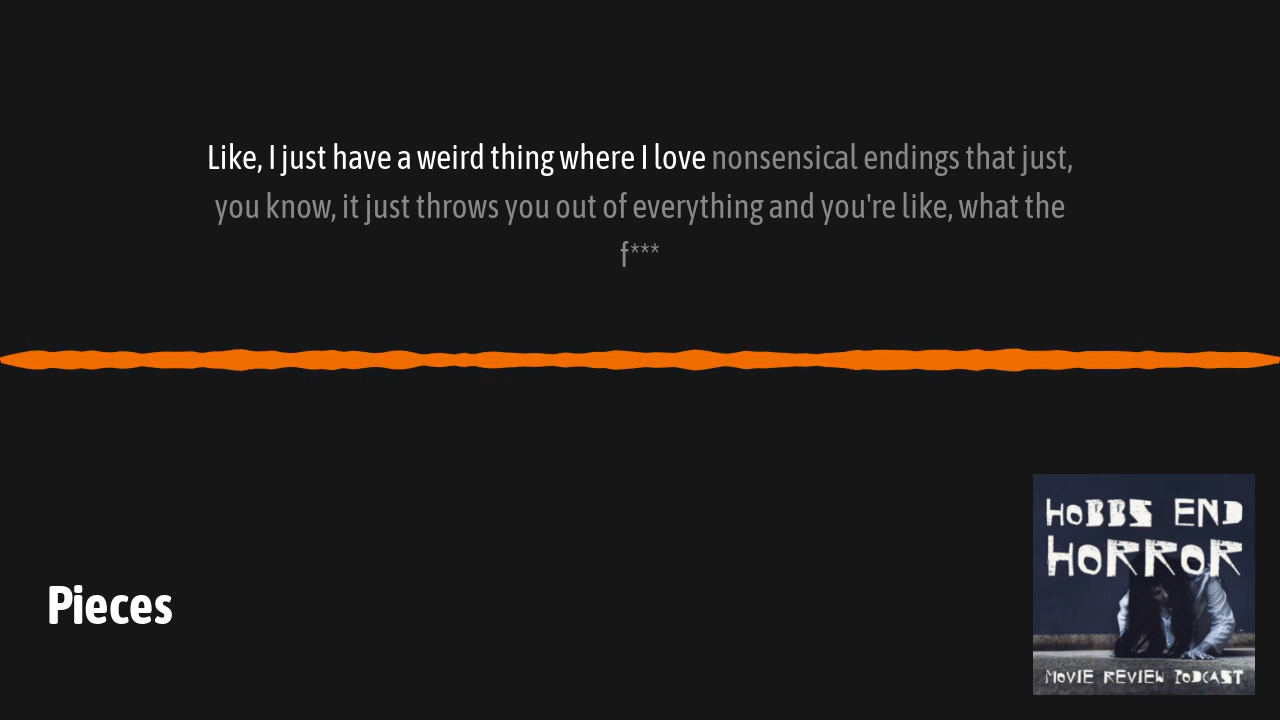 Like, I just have a weird thing where I love nonsensical endings that just,
you know, it just throws you out of everything and you're like, what the
f***
Pieces
HOBBS END
HORROR
MOVIE REVIEW PODCAST